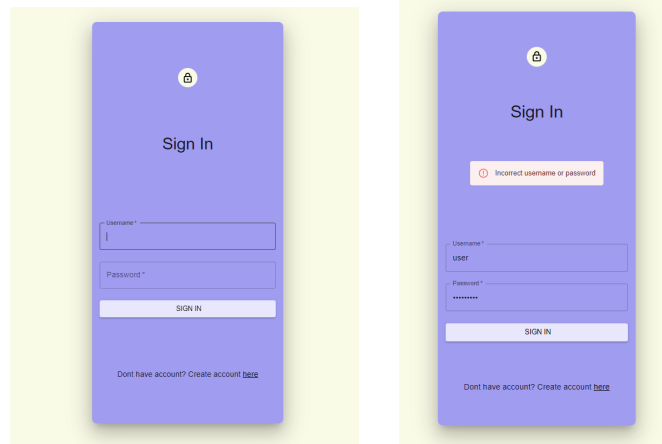 Sign In
Username *
Password *
SIGN IN
Dont have account? Create account here
Sign In
Incorrect username or password
Username *
user
Password *
•••••••••
SIGN IN
Dont have account? Create account here